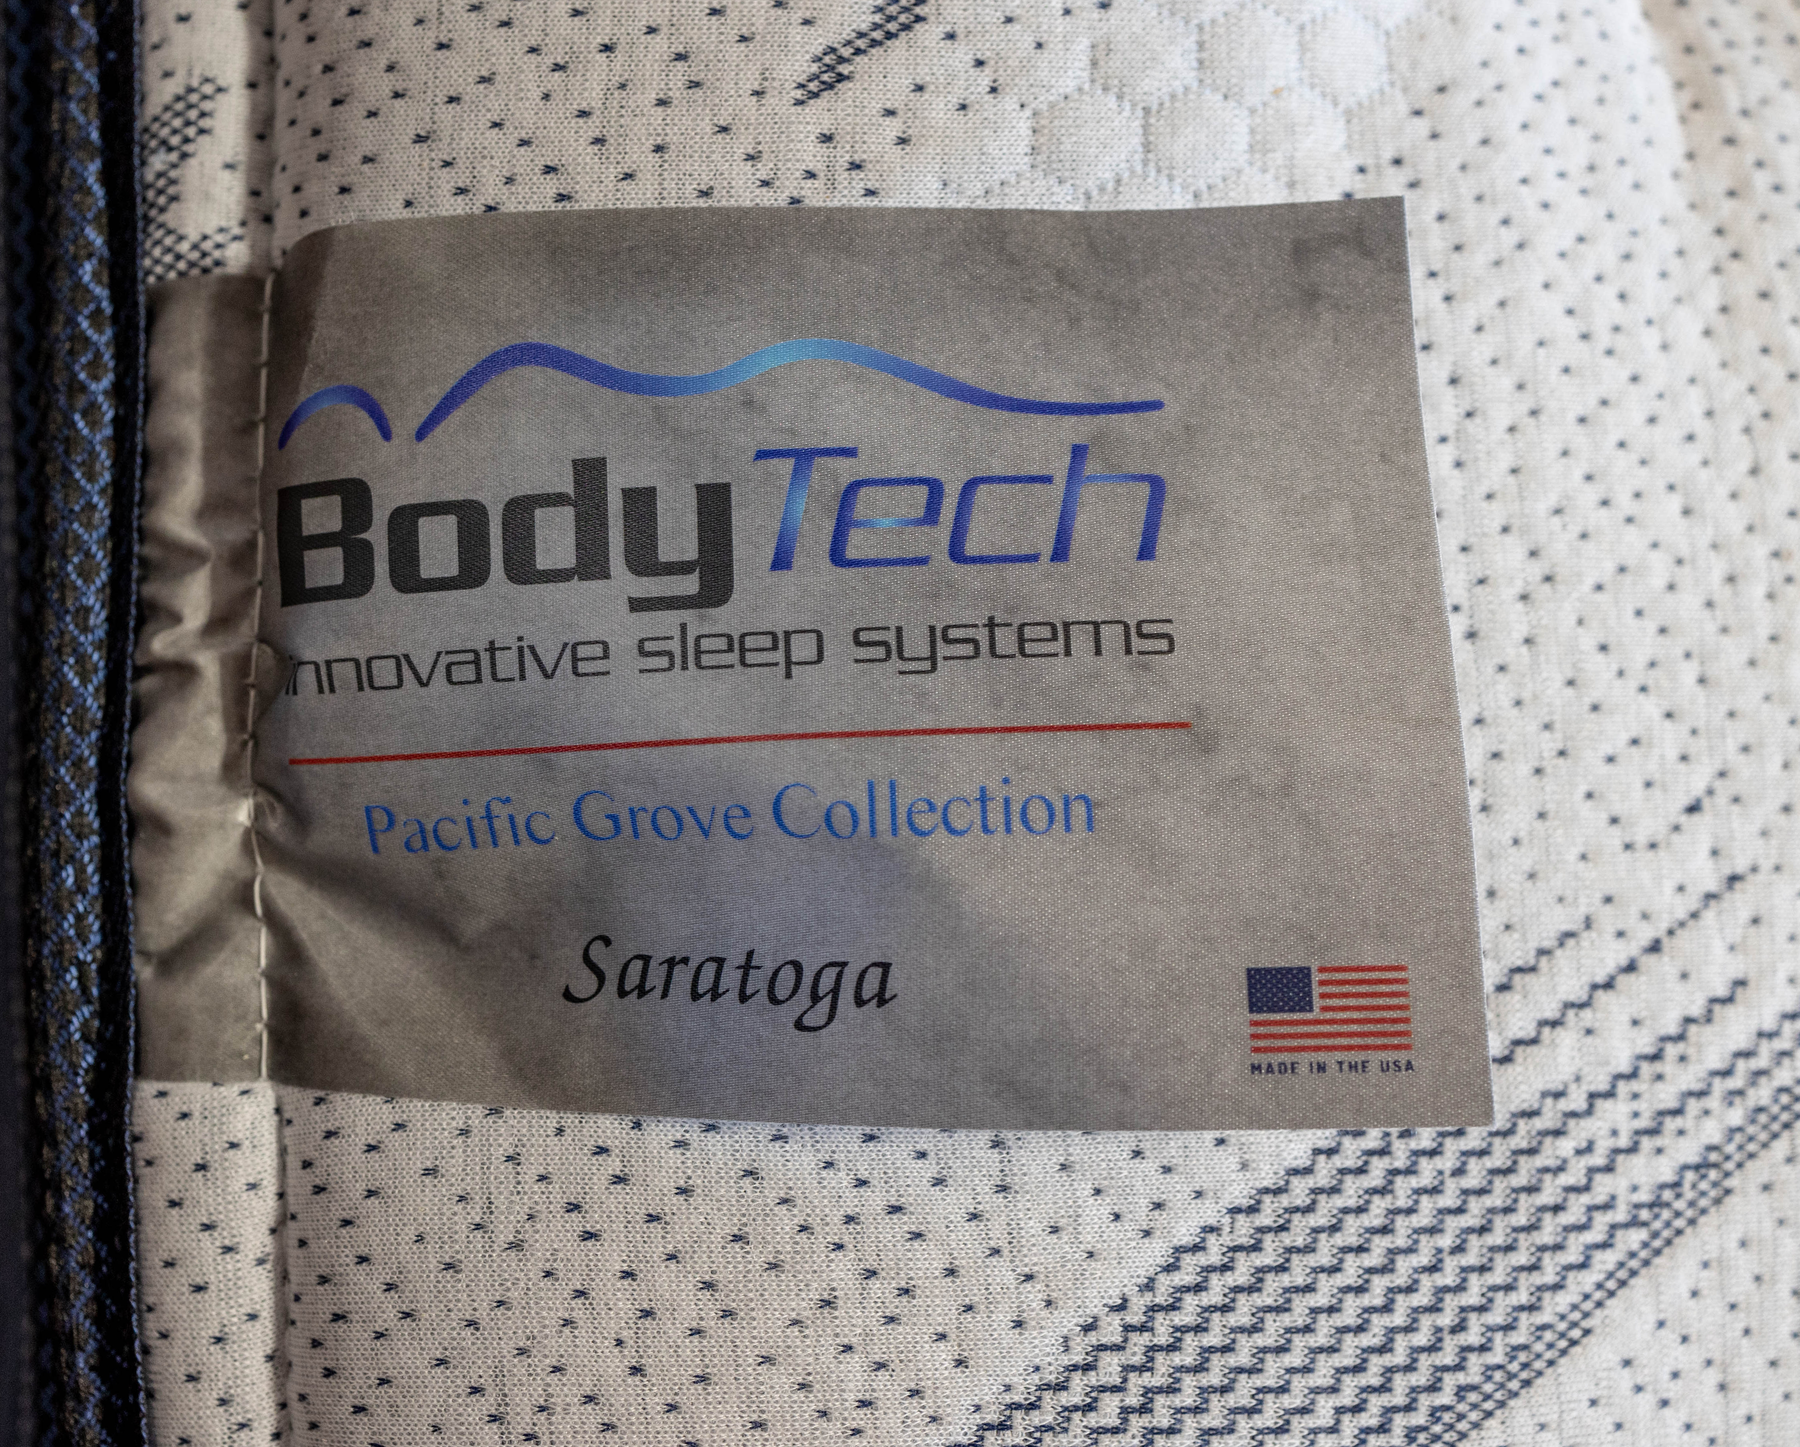 BodyTech
innovative sleep systems
Pacific Grove Collection
Saratoga
MADE IN THE USA